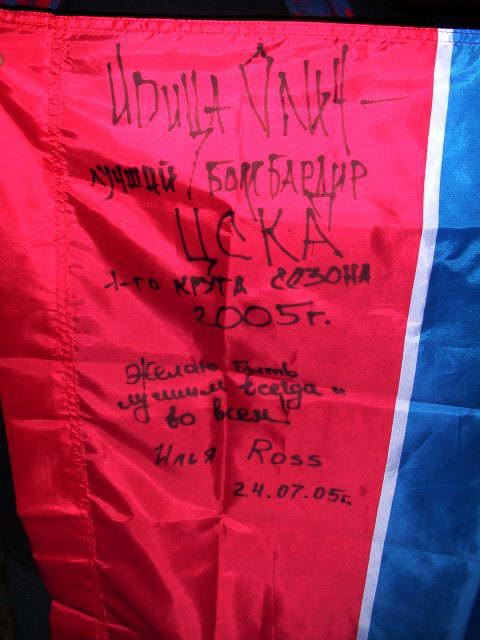 Ивица Олич —
лучший бомбардир
ЦСКА
1-го круга созона
2005г.
Желаю быть
лучшим всегда и
во всем!
Илья Ross
24.07.05г.